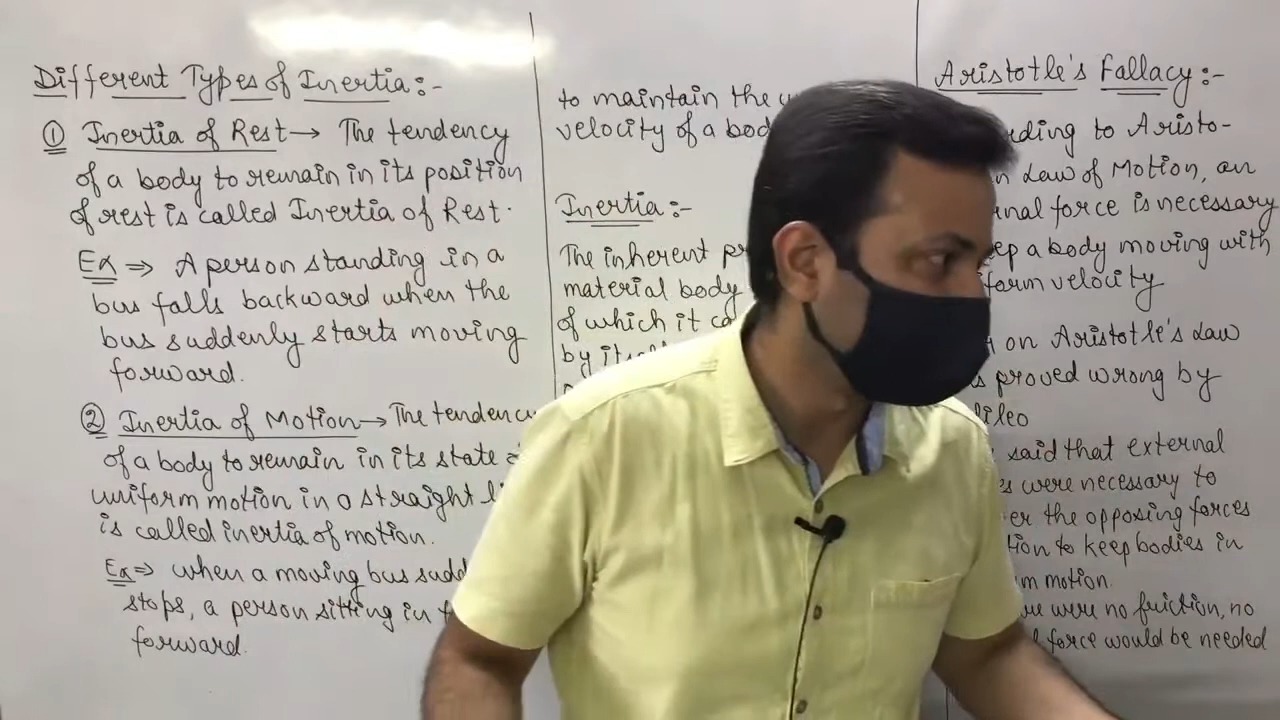 Different Types of Inertia:-
① Inertia of Rest→ The tendency
of a body to remain in its position
of rest is called Inertia of Rest.
Ex ⇒ A person standing in a
bus falls backward when the
bus suddenly starts moving
forward.
② Inertia of Motion→ The tendency
of a body to remain in its state
uniform motion in a straight
is called inertia of motion.
Ex⇒ when a moving bus
stops, a person sitting in
forward.
to maintain the
velocity of a
Inertia:-
The inherent
material body
of which it
by
Aristotle's Fallacy:-
to Aristo-
Law of Motion, an
force is necessary
a body moving with
velocity
on Aristotle's Law
proved wrong by
said that external
were necessary to
the opposing forces
to keep bodies in
motion.
were no friction, no
force would be needed